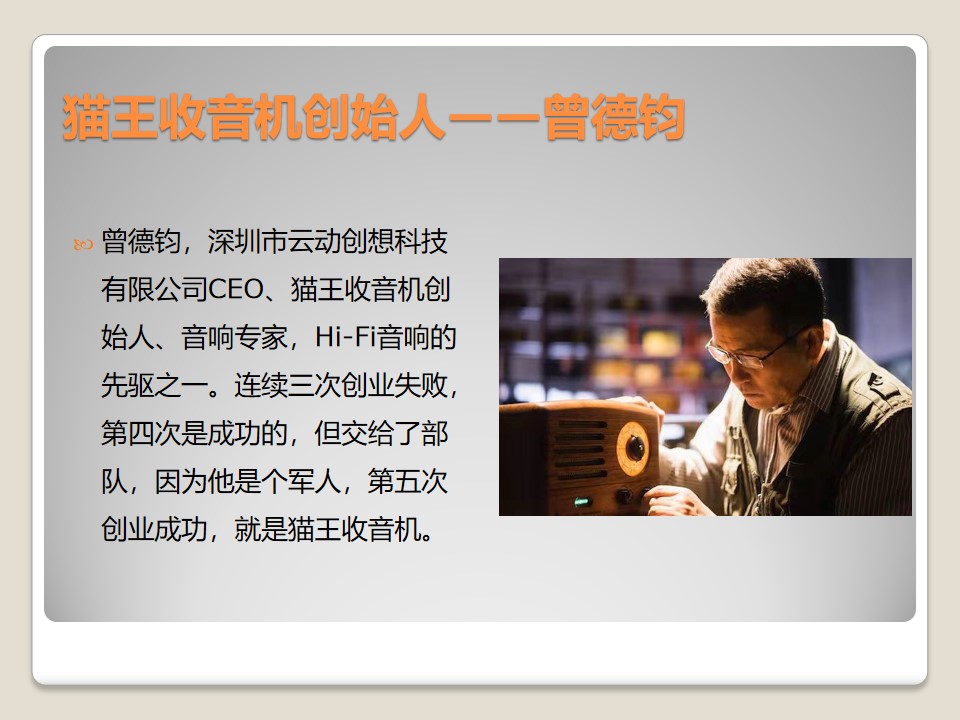 猫王收音机创始人——曾德钧
曾德钧，深圳市云动创想科技
有限公司CEO、猫王收音机创
始人、音响专家，Hi-Fi音响的
先驱之一。连续三次创业失败，
第四次是成功的，但交给了部
队，因为他是个军人，第五次
创业成功，就是猫王收音机。